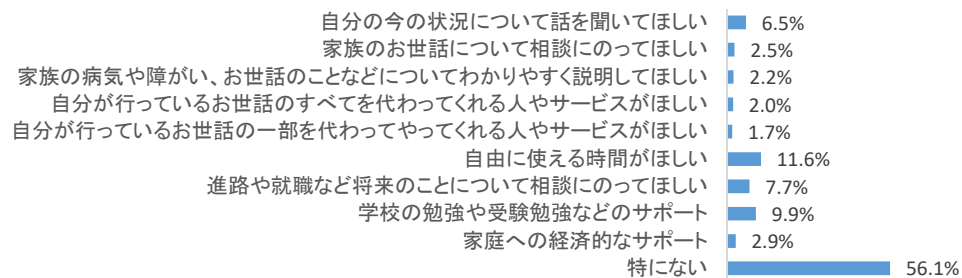 自分の今の状況について話を聞いてほしい 6.5%
家族のお世話について相談にのってほしい 2.5%
家族の病気や障がい、お世話のことなどについてわかりやすく説明してほしい 2.2%
自分が行っているお世話のすべてを代わってくれる人やサービスがほしい 2.0%
自分が行っているお世話の一部を代わってやってくれる人やサービスがほしい 1.7%
自由に使える時間がほしい 11.6%
進路や就職など将来のことについて相談にのってほしい 7.7%
学校の勉強や受験勉強などのサポート 9.9%
家庭への経済的なサポート 2.9%
特にない 56.1%